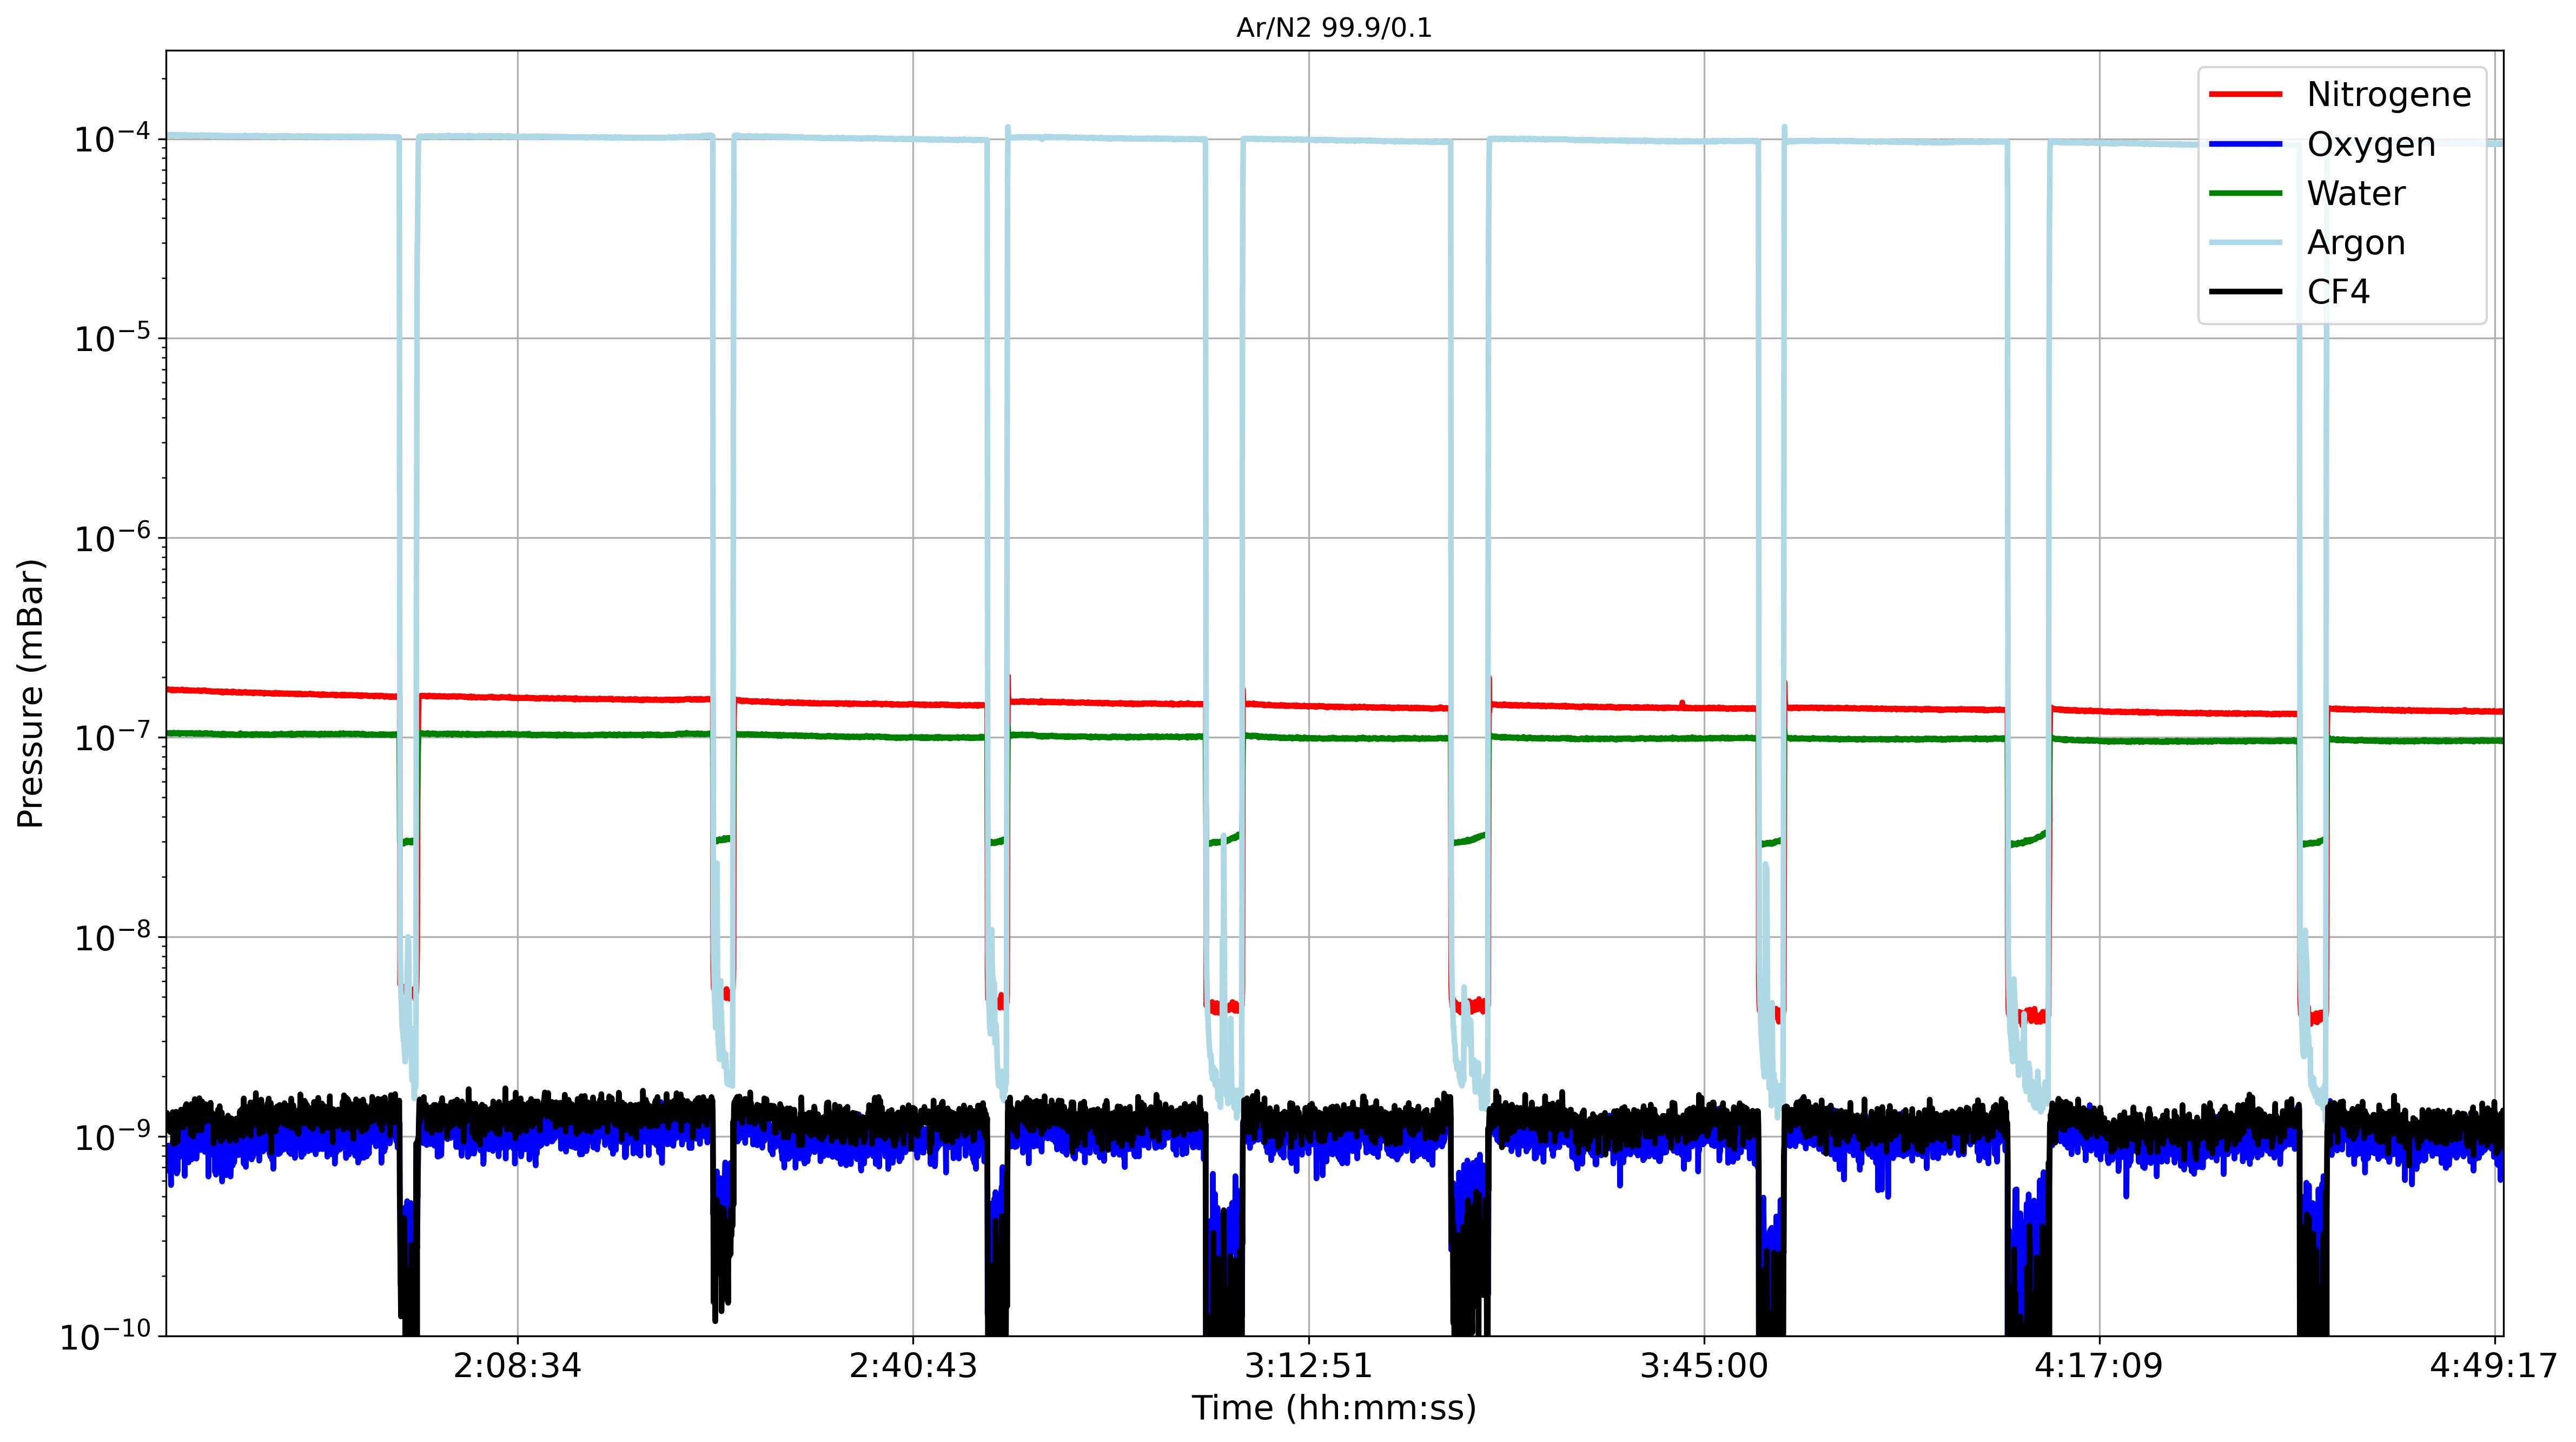 Ar/N2 99.9/0.1
Nitrogene
Oxygen
Water
Argon
CF4
Pressure (mBar)
10⁻⁴
10⁻⁵
10⁻⁶
10⁻⁷
10⁻⁸
10⁻⁹
10⁻¹⁰
2:08:34 2:40:43 3:12:51 3:45:00 4:17:09 4:49:17
Time (hh:mm:ss)